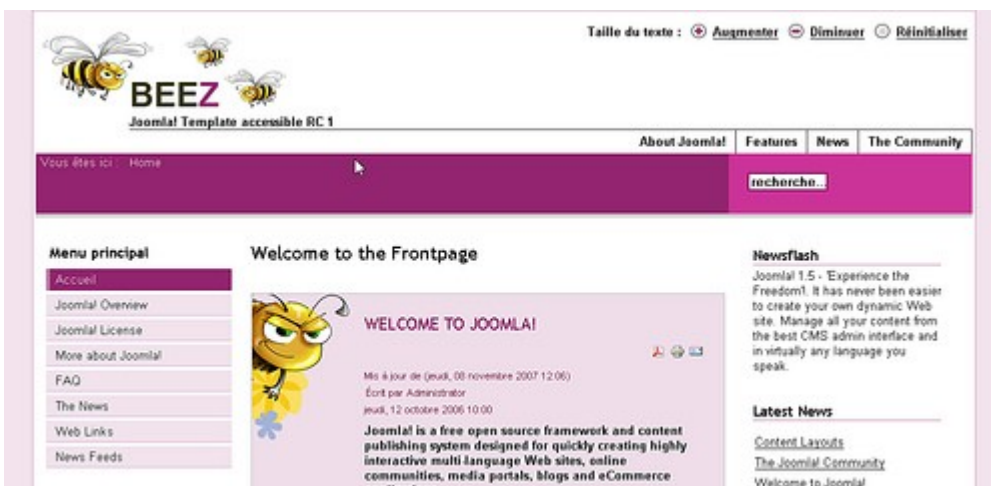 Taille du texte : Augmenter Diminuer Réinitialiser
BEEZ
Joomla! Template accessible RC 1
About Joomla! Features News The Community
Vous êtes ici : Home
recherche...
Menu principal
Accueil
Joomla! Overview
Joomla! License
More about Joomla!
FAQ
The News
Web Links
News Feeds
Welcome to the Frontpage
WELCOME TO JOOMLA!
Mis à jour de (jeudi, 08 novembre 2007 12:06)
Écrit par Administrator
jeudi, 12 octobre 2006 10:00
Joomla! is a free open source framework and content
publishing system designed for quickly creating highly
interactive multi-language Web sites, online
communities, media portals, blogs and eCommerce
Newsflash
Joomla! 1.5 - 'Experience the
Freedom'!. It has never been easier
to create your own dynamic Web
site. Manage all your content from
the best CMS admin interface and
in virtually any language you
speak.
Latest News
Content Layouts
The Joomla! Community
Welcome to Joomla!